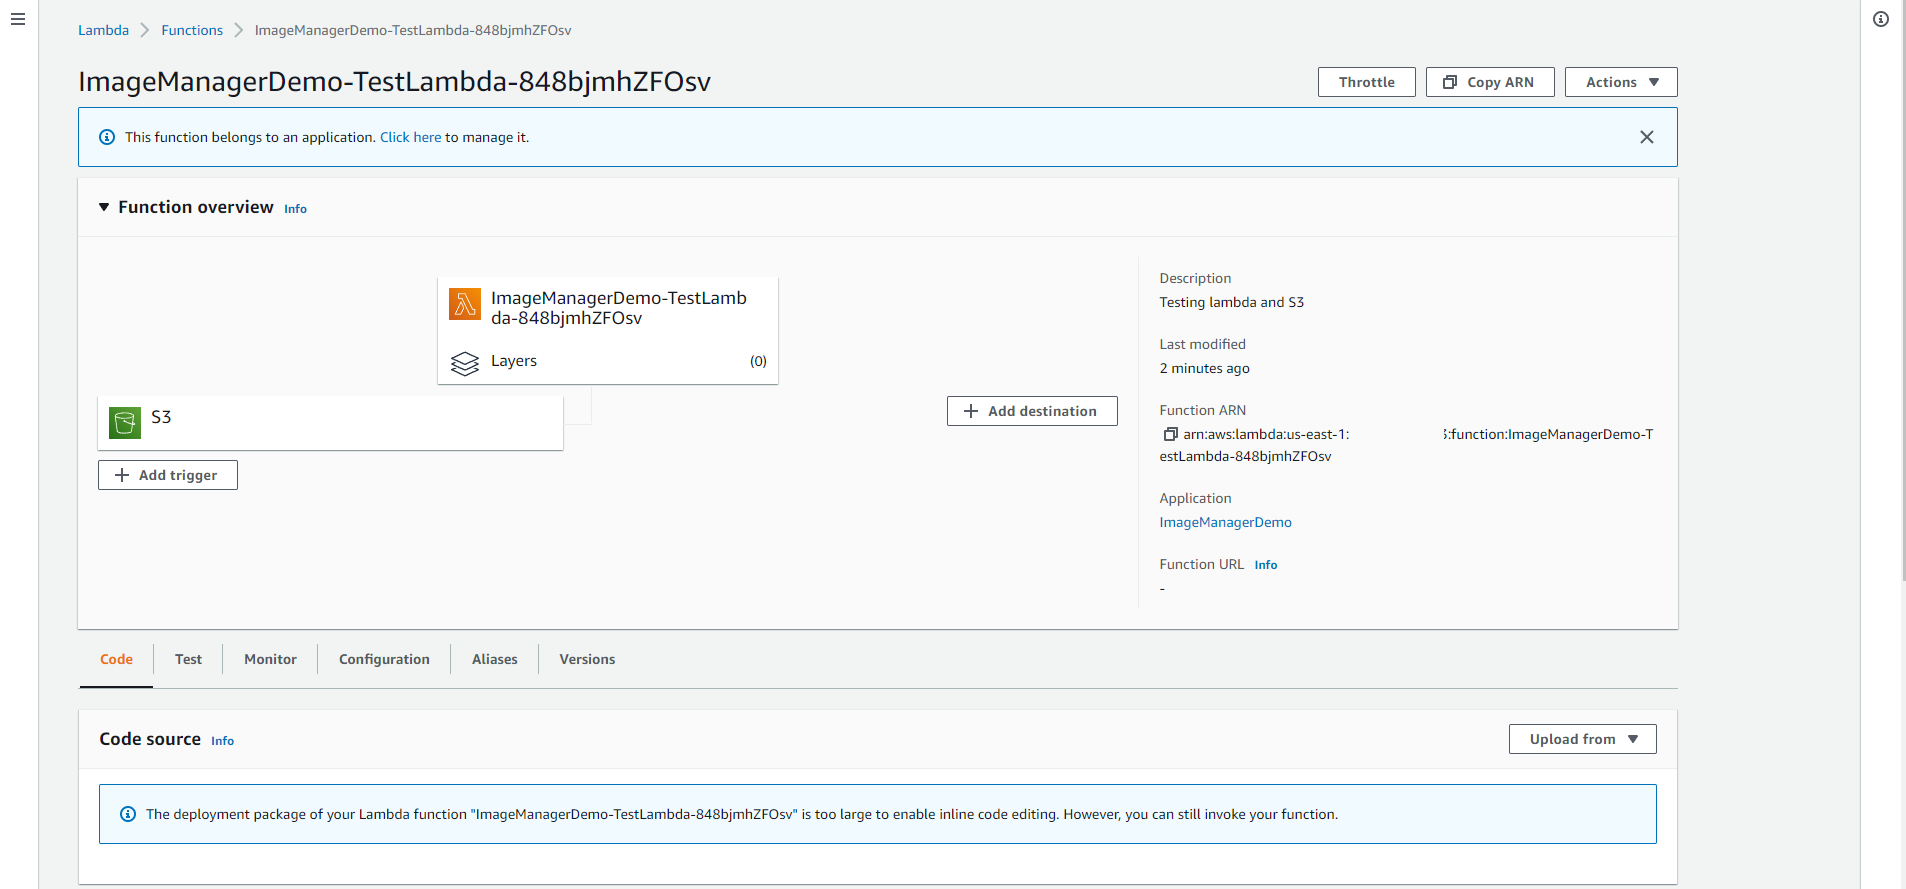 Lambda Functions ImageManagerDemo-TestLambda-848bjmhZFOsv
ImageManagerDemo-TestLambda-848bjmhZFOsv
Throttle Copy ARN Actions
This function belongs to an application. Click here to manage it.
Function overview Info
ImageManagerDemo-TestLamb
da-848bjmhZFOsv
Layers (0)
S3
Add trigger
Add destination
Description
Testing lambda and S3
Last modified
2 minutes ago
Function ARN
arn:aws:lambda:us-east-1: :function:ImageManagerDemo-T
estLambda-848bjmhZFOsv
Application
ImageManagerDemo
Function URL Info
-
Code Test Monitor Configuration Aliases Versions
Code source Info
Upload from
The deployment package of your Lambda function "ImageManagerDemo-TestLambda-848bjmhZFOsv" is too large to enable inline code editing. However, you can still invoke your function.